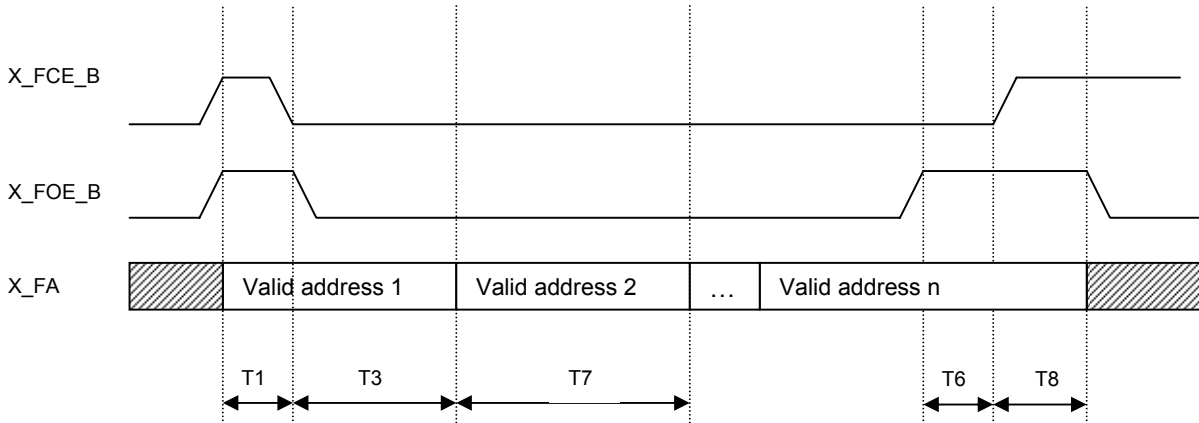 X_FCE_B
X_FOE_B
X_FA
Valid address 1
Valid address 2
...
Valid address n
T1
T3
T7
T6
T8